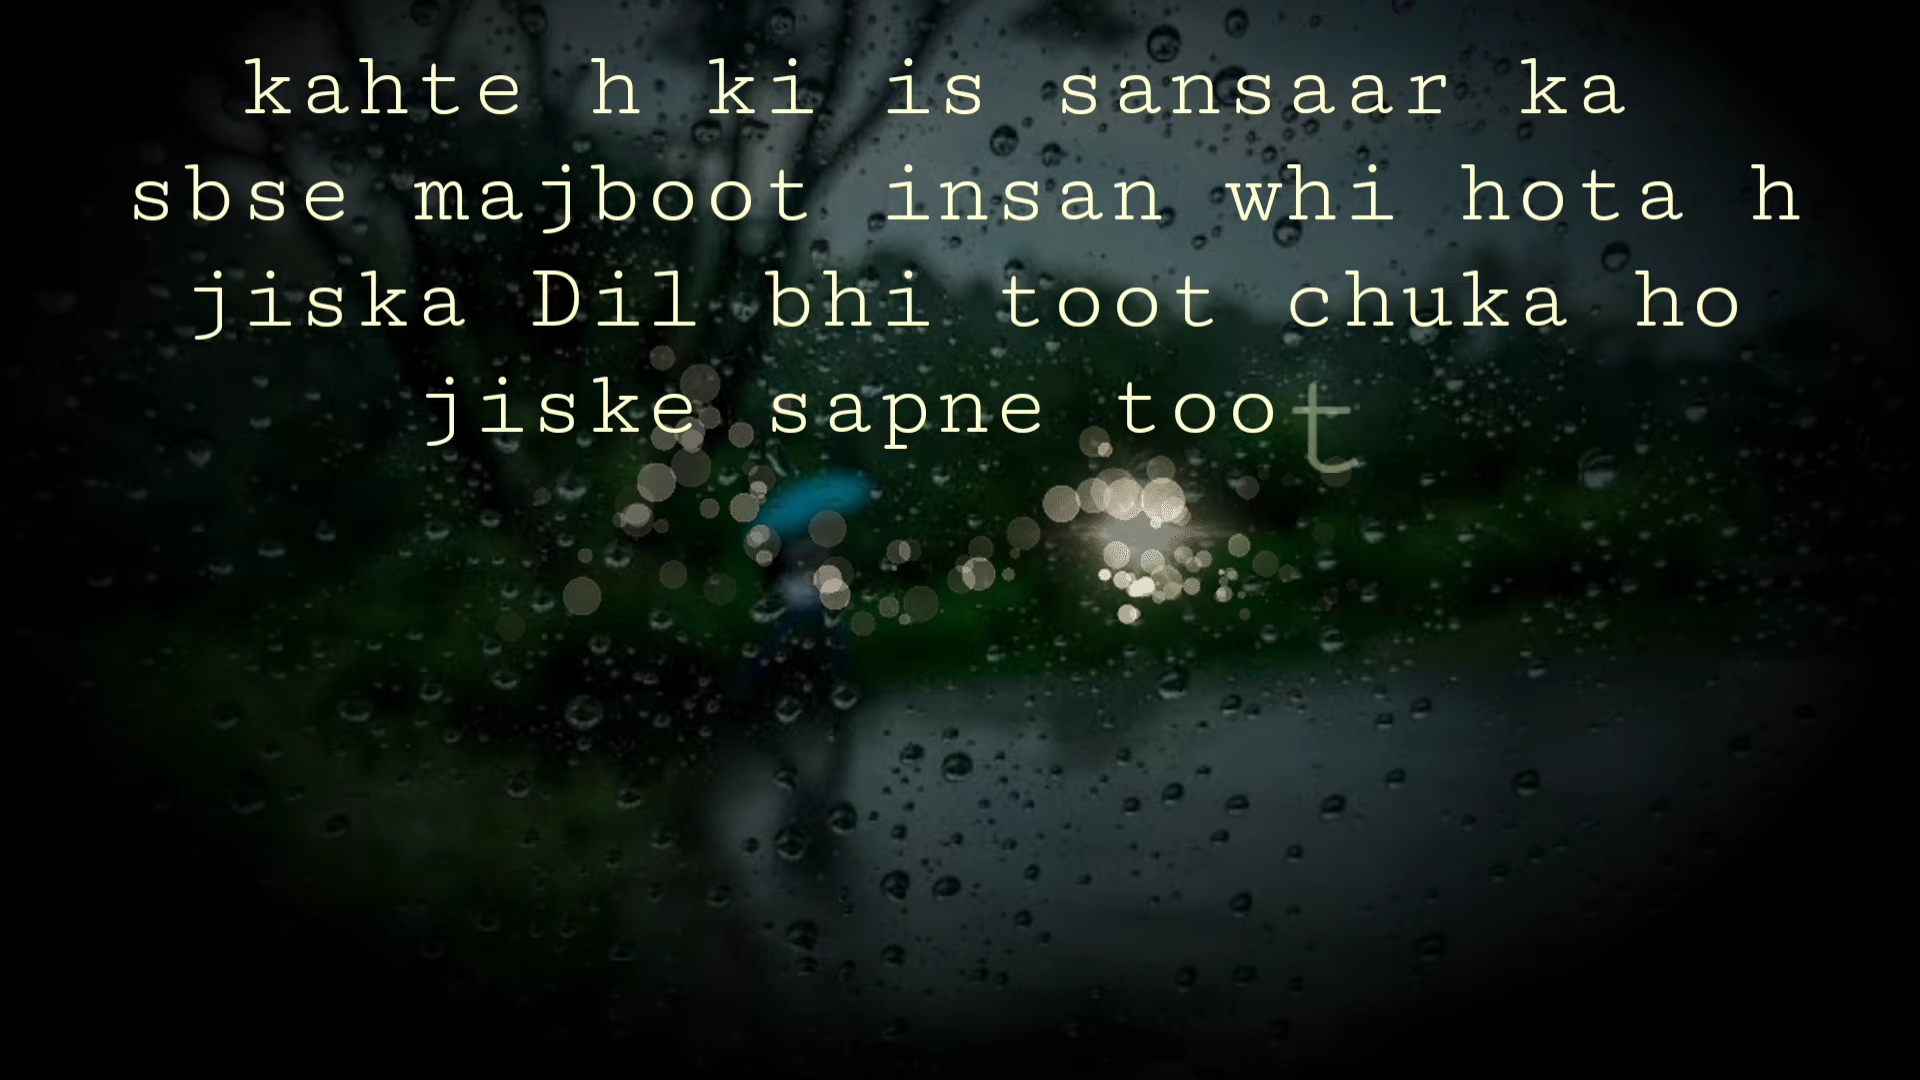 kahte h ki is sansaar ka
sbse majboot insan whi hota h
jiska Dil bhi toot chuka ho
jiske sapne toot